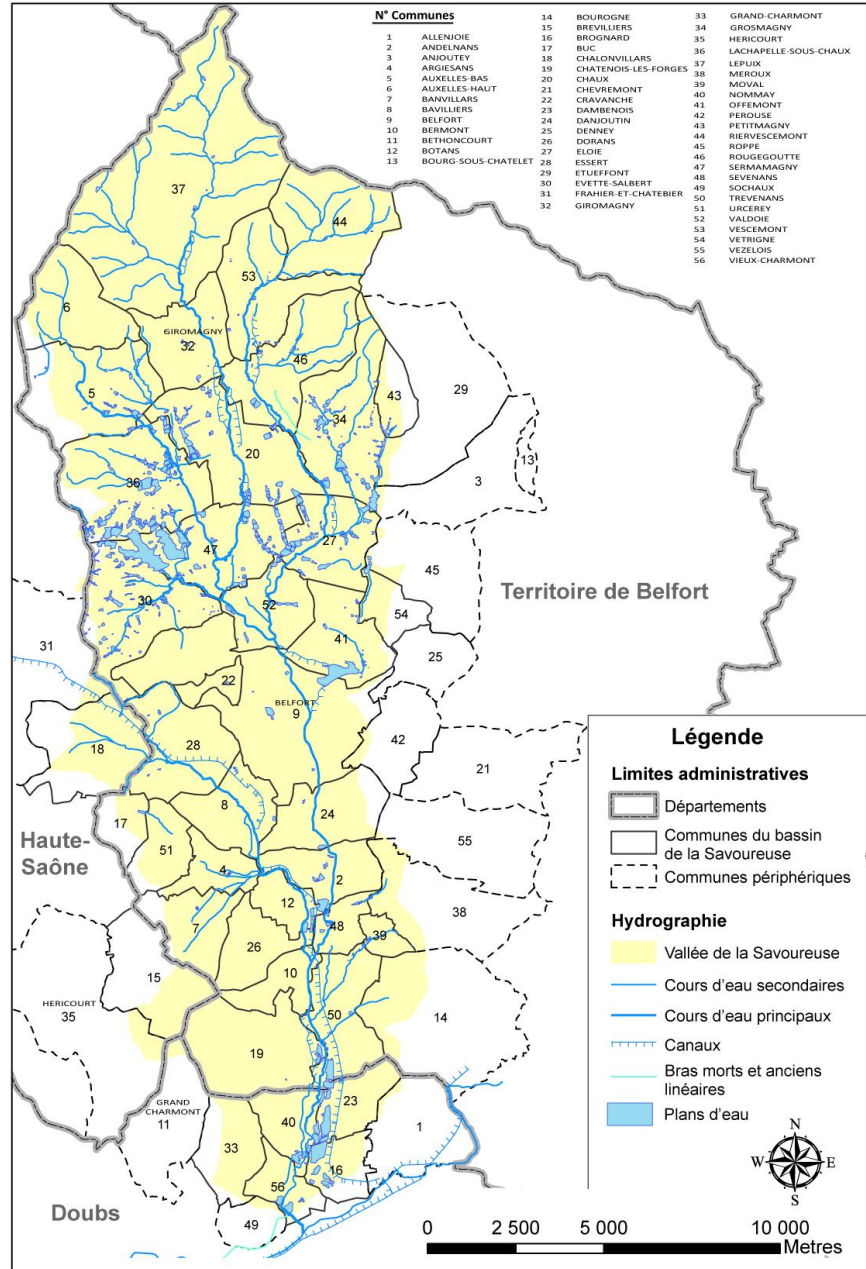 N° Communes
1 ALLENJOIE
2 ANDELNANS
3 ANJOUTEY
4 ARGIESANS
5 AUXELLES-BAS
6 AUXELLES-HAUT
7 BANVILLARS
8 BAVILLIERS
9 BELFORT
10 BERMONT
11 BETHONCOURT
12 BOTANS
13 BOURG-SOUS-CHATELET
14 BOUROGNE
15 BREVILLIERS
16 BROGNARD
17 BUC
18 CHALONVILLARS
19 CHATENOIS-LES-FORGES
20 CHAUX
21 CHEVREMONT
22 CRAVANCHE
23 DAMBENOIS
24 DANJOUTIN
25 DENNEY
26 DORANS
27 ELOIE
28 ESSERT
29 ETUEFFONT
30 EVETTE-SALBERT
31 FRAHIER-ET-CHATEBIER
32 GIROMAGNY
33 GRAND-CHARMONT
34 GROSMAGNY
35 HERICOURT
36 LACHAPELLE-SOUS-CHAUX
37 LEPUIX
38 MEROUX
39 MOVAL
40 NOMMAY
41 OFFEMONT
42 PEROUSE
43 PETITMAGNY
44 RIERVESCEMONT
45 ROPPE
46 ROUGEGOUTTE
47 SERMAMAGNY
48 SEVENANS
49 SOCHAUX
50 TREVENANS
51 URCEREY
52 VALDOIE
53 VESCEMONT
54 VETRIGNE
55 VEZELOIS
56 VIEUX-CHARMONT
37
44
53
6
GIROMAGNY
32
46
5
43
29
34
20
13
3
36
47
27
45
Territoire de Belfort
30
52
54
41
31
25
22
BELFORT
9
42
18
28
21
8
24
17
Haute-
Saône
51
55
4
2
12
48
38
7
39
26
10
15
HERICOURT
35
50
14
19
GRAND
CHARMONT
11
23
40
1
33
16
56
49
Doubs
Légende
Limites administratives
Départements
Communes du bassin
de la Savoureuse
Communes périphériques
Hydrographie
Vallée de la Savoureuse
Cours d'eau secondaires
Cours d'eau principaux
Canaux
Bras morts et anciens
linéaires
Plans d'eau
N
W E
S
0 2 500 5 000 10 000
Metres